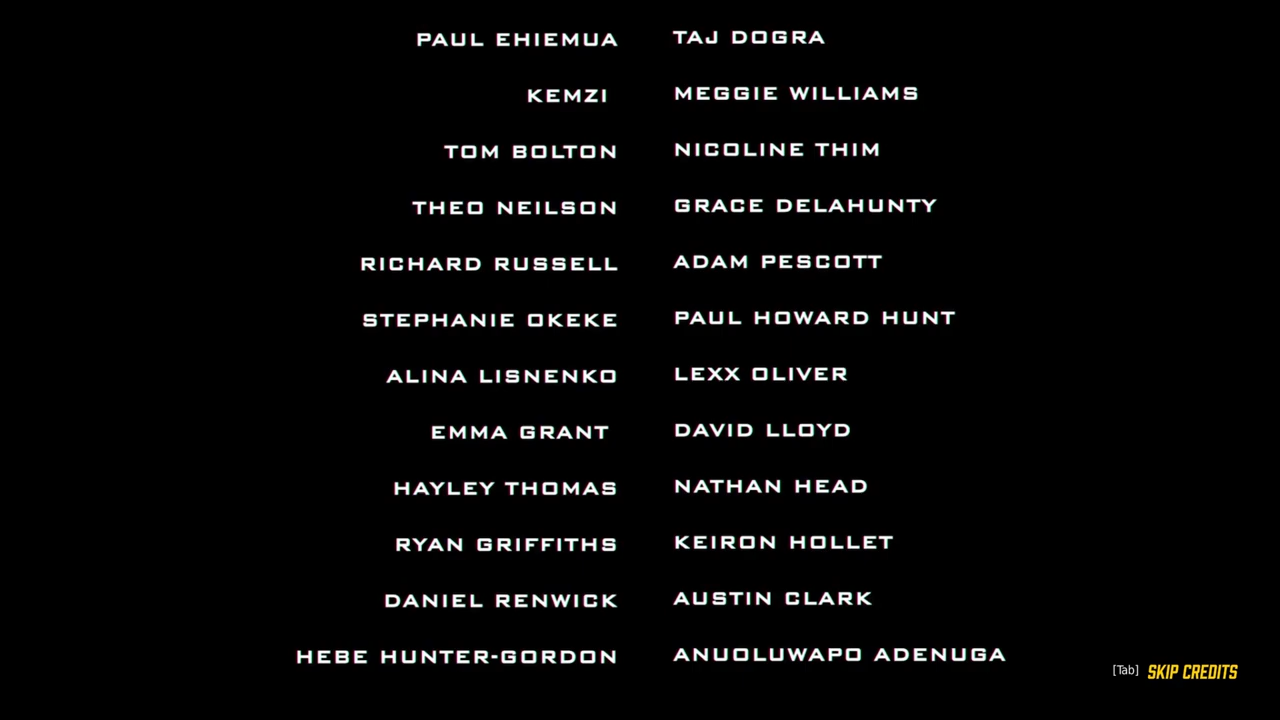 PAUL EHIEMUA TAJ DOGRA
KEMZI MEGGIE WILLIAMS
TOM BOLTON NICOLINE THIM
THEO NEILSON GRACE DELAHUNTY
RICHARD RUSSELL ADAM PESCOTT
STEPHANIE OKEKE PAUL HOWARD HUNT
ALINA LISNENKO LEXX OLIVER
EMMA GRANT DAVID LLOYD
HAYLEY THOMAS NATHAN HEAD
RYAN GRIFFITHS KEIRON HOLLET
DANIEL RENWICK AUSTIN CLARK
HEBE HUNTER-GORDON ANUOLUWAPO ADENUGA
[Tab] SKIP CREDITS